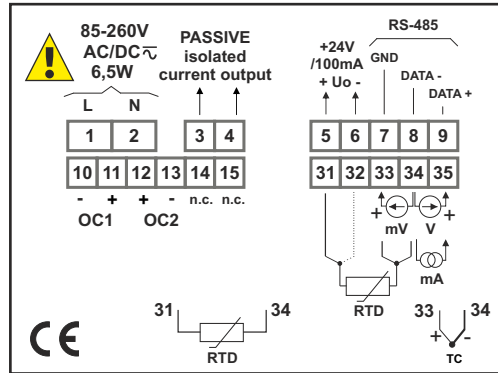 85-260V
AC/DC
6,5W
L N
PASSIVE
isolated
current output
+24V
/100mA
+ Uo -
RS-485
GND
DATA -
DATA +
1 2 3 4 5 6 7 8 9
10 11 12 13 14 15 31 32 33 34 35
- + + - n.c. n.c.
OC1 OC2
+ + 
mV V
mA
RTD
31 34
RTD
33 34
+ -
TC
CE